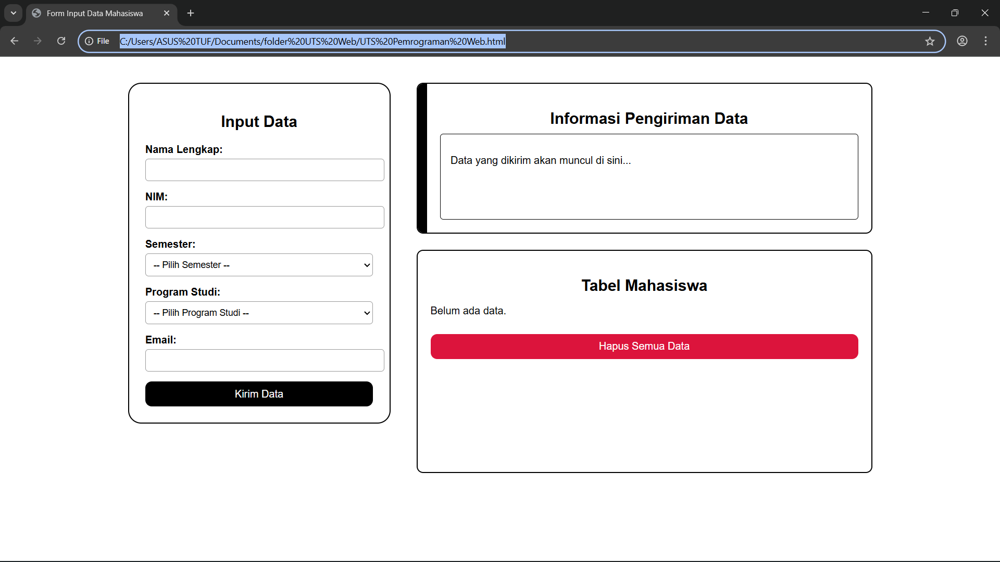 Form Input Data Mahasiswa
File
C:/Users/ASUS%20TUF/Documents/folder%20UTS%20Web/UTS%20Pemrograman%20Web.html
Input Data
Nama Lengkap:
NIM:
Semester:
-- Pilih Semester --
Program Studi:
-- Pilih Program Studi --
Email:
Kirim Data
Informasi Pengiriman Data
Data yang dikirim akan muncul di sini...
Tabel Mahasiswa
Belum ada data.
Hapus Semua Data